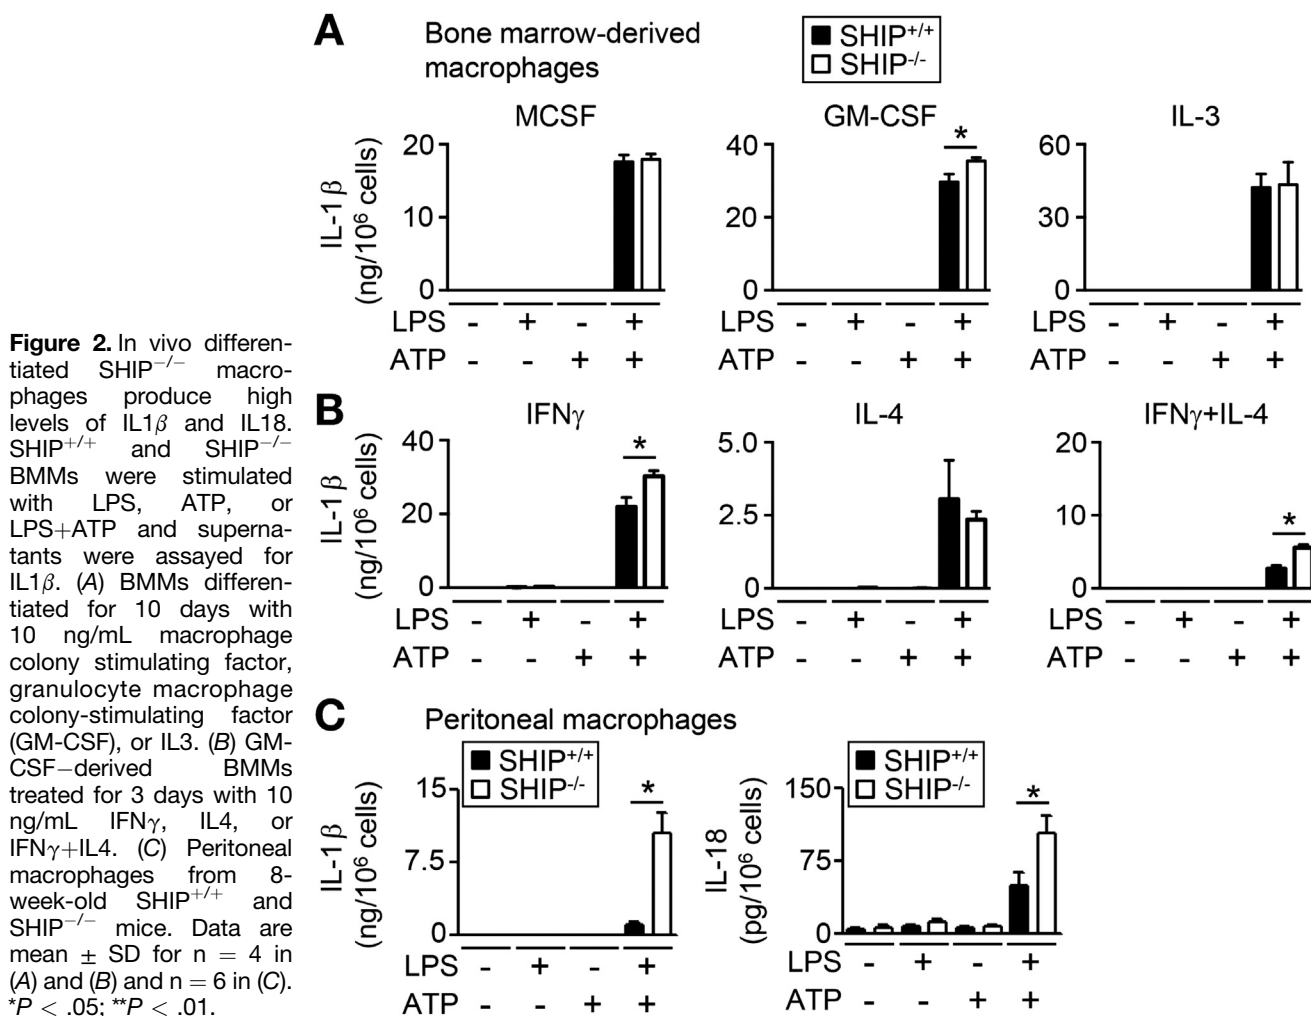 A Bone marrow-derived
macrophages
SHIP+/+
SHIP-/-
MCSF
GM-CSF
IL-3
IL-1β
(ng/10⁶ cells)
20
10
0
40
20
0
*
60
30
0
LPS - + - +
ATP - - + +
LPS - + - +
ATP - - + +
LPS - + - +
ATP - - + +
B
IFNγ
IL-4
IFNγ+IL-4
IL-1β
(ng/10⁶ cells)
40
20
0
*
5.0
2.5
0
20
10
0
*
LPS - + - +
ATP - - + +
LPS - + - +
ATP - - + +
LPS - + - +
ATP - - + +
C Peritoneal macrophages
SHIP+/+
SHIP-/-
IL-1β
(ng/10⁶ cells)
15
7.5
0
*
LPS - + - +
ATP - - + +
SHIP+/+
SHIP-/-
IL-18
(pg/10⁶ cells)
150
75
0
*
LPS - + - +
ATP - - + +
Figure 2. In vivo differen-
tiated SHIP−/− macro-
phages produce high
levels of IL1β and IL18.
SHIP+/+ and SHIP−/−
BMMs were stimulated
with LPS, ATP, or
LPS+ATP and superna-
tants were assayed for
IL1β. (A) BMMs differen-
tiated for 10 days with
10 ng/mL macrophage
colony stimulating factor,
granulocyte macrophage
colony-stimulating factor
(GM-CSF), or IL3. (B) GM-
CSF−derived BMMs
treated for 3 days with 10
ng/mL IFNγ, IL4, or
IFNγ+IL4. (C) Peritoneal
macrophages from 8-
week-old SHIP+/+ and
SHIP−/− mice. Data are
mean ± SD for n = 4 in
(A) and (B) and n = 6 in (C).
*P < .05; **P < .01.